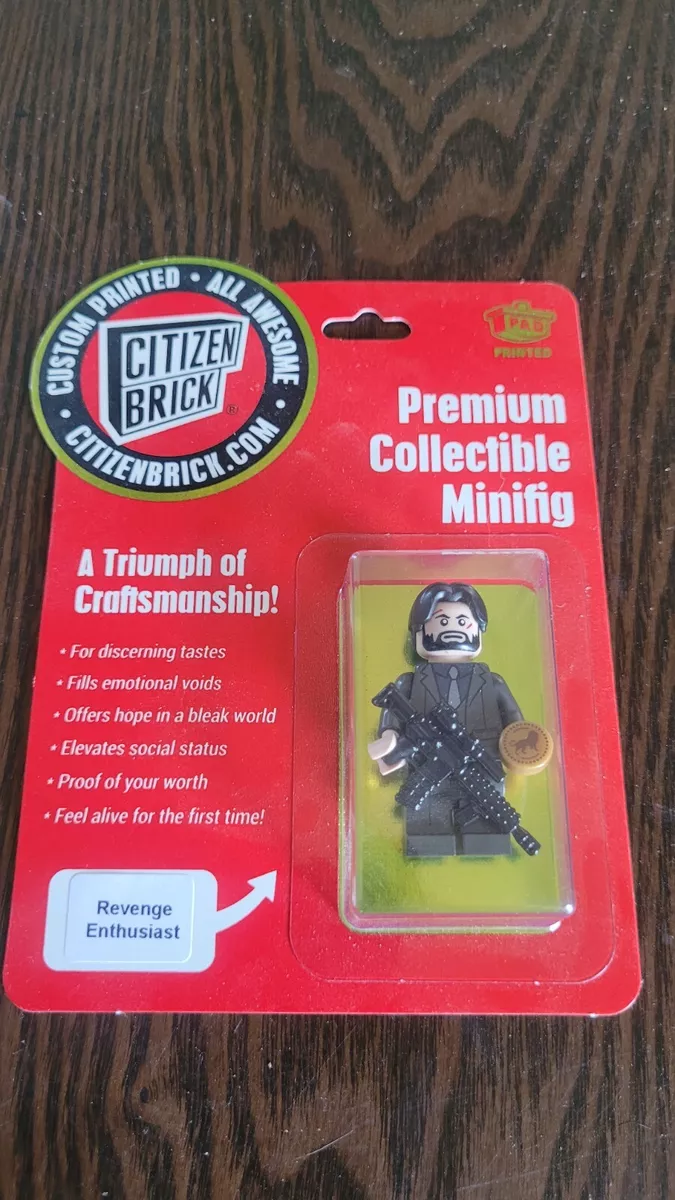 CUSTOM PRINTED • ALL AWESOME
CITIZEN
BRICK®
• CITIZENBRICK.COM •
PAD
PRINTED
Premium
Collectible
Minifig
A Triumph of
Craftsmanship!
* For discerning tastes
* Fills emotional voids
* Offers hope in a bleak world
* Elevates social status
* Proof of your worth
* Feel alive for the first time!
Revenge
Enthusiast